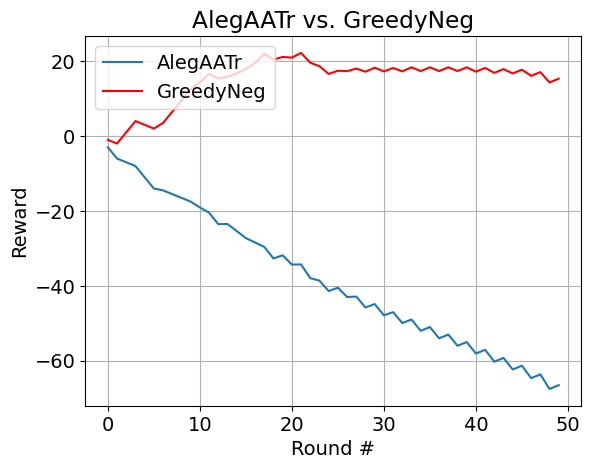 AlegAATr vs. GreedyNeg
AlegAATr
GreedyNeg
Reward
20
0
−20
−40
−60
0 10 20 30 40 50
Round #